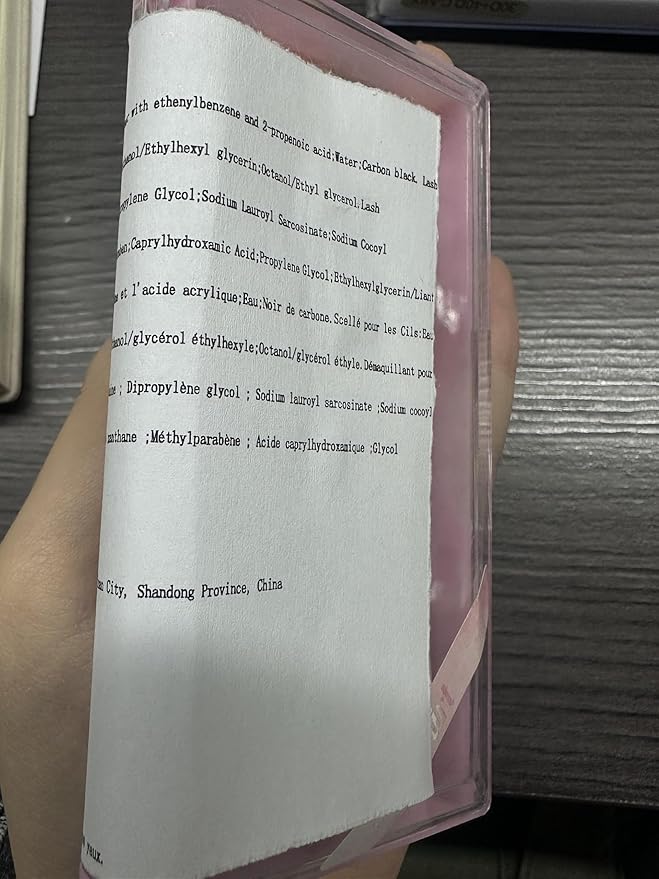 with ethenylbenzene and 2-propenoic acid;Water;Carbon black. Lash
/Ethylhexyl glycerin;Octanol/Ethyl glycerol.Lash
Glycol;Sodium Lauroyl Sarcosinate;Sodium Cocoyl
;Caprylhydroxamic Acid;Propylene Glycol;Ethylhexylglycerin/Liant
et l'acide acrylique;Eau;Noir de carbone.Scellé pour les Cils:Eau
/glycérol éthylhexyle;Octanol/glycérol éthyle.Démaquillant pour
; Dipropylène glycol ; Sodium lauroyl sarcosinate ;Sodium cocoyl
;Méthylparabène ; Acide caprylhydroxamique ;Glycol
City, Shandong Province, China
yeux.